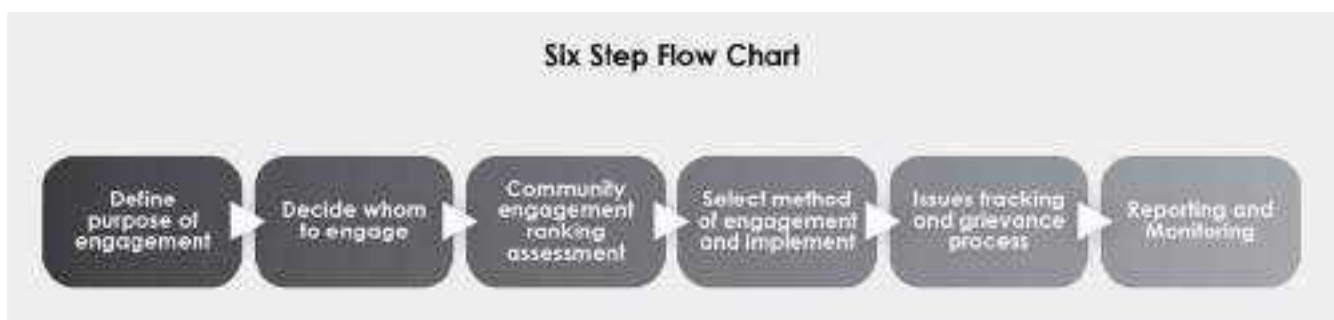 Six Step Flow Chart
Define
purpose of
engagement
Decide whom
to engage
Community
engagement
ranking
assessment
Select method
of engagement
and implement
Issues tracking
and grievance
process
Reporting and
Monitoring